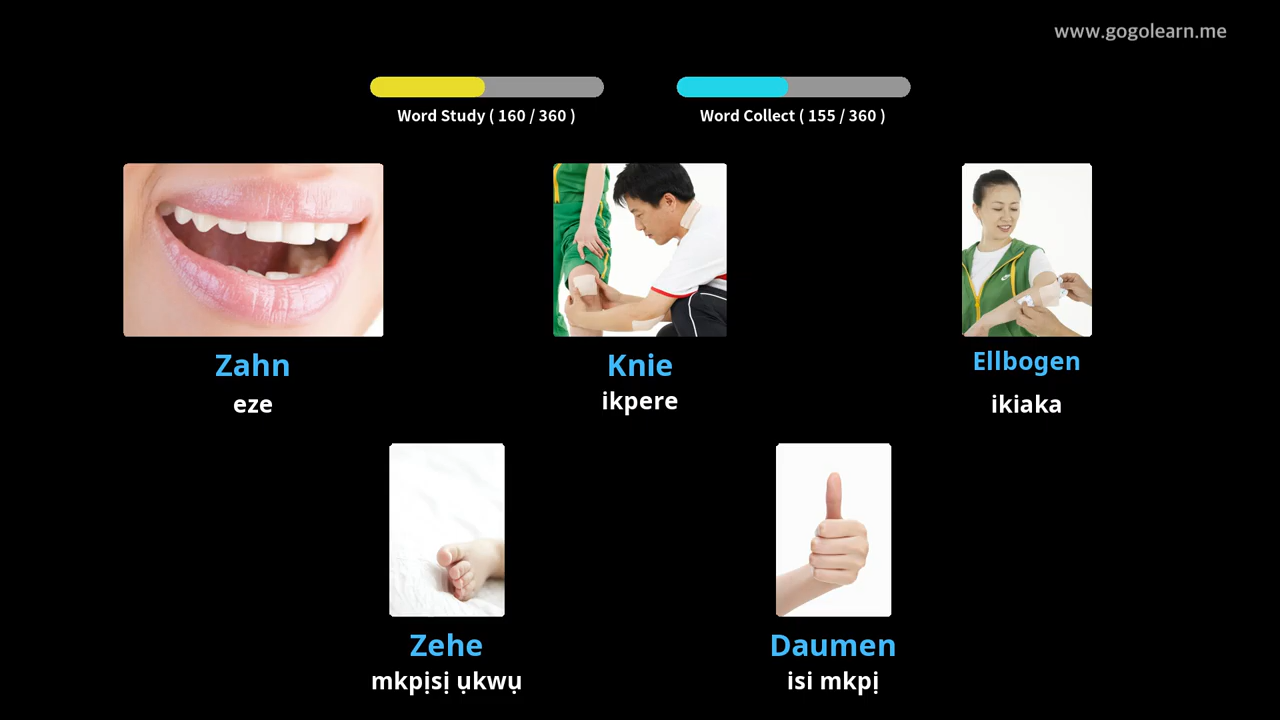 www.gogolearn.me
Word Study ( 160 / 360 )
Word Collect ( 155 / 360 )
Zahn
eze
Knie
ikpere
Ellbogen
ikiaka
Zehe
mkpịsị ụkwụ
Daumen
isi mkpị